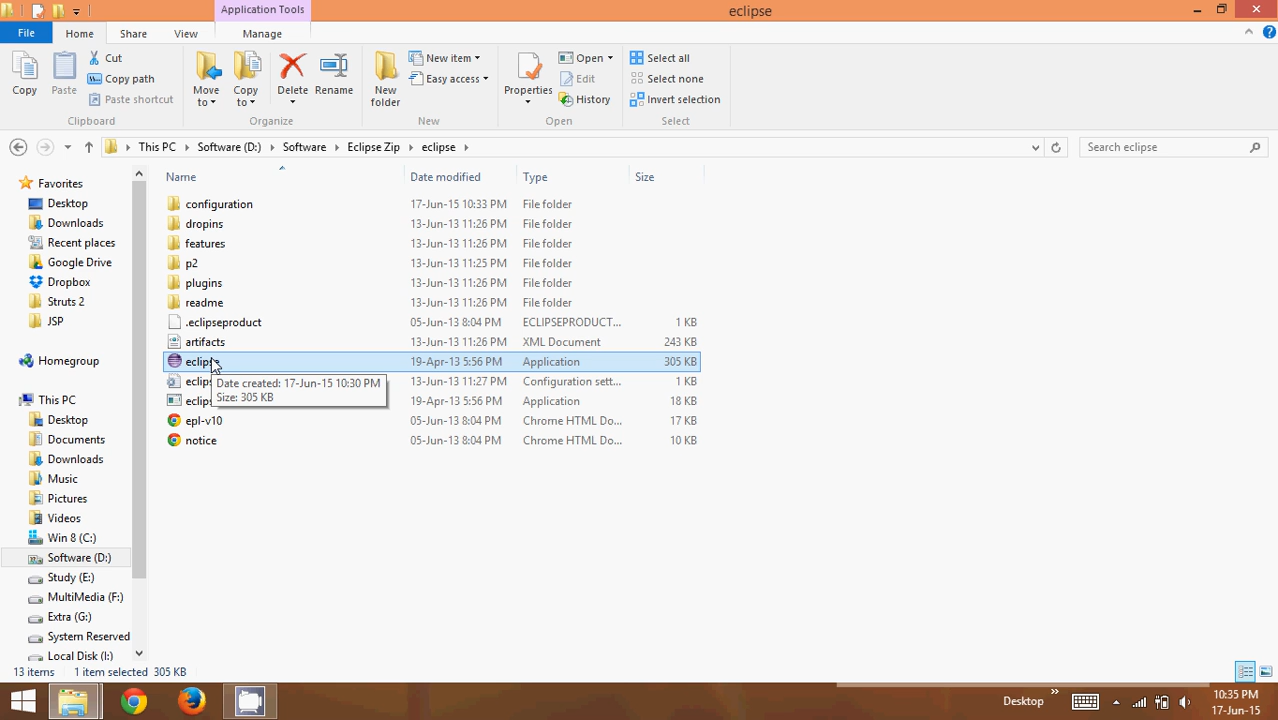 Application Tools
eclipse
File Home Share View Manage
Copy
Paste
Cut
Copy path
Paste shortcut
Clipboard
Move to
Copy to
Delete
Rename
Organize
New folder
New item
Easy access
New
Properties
Open
Edit
History
Open
Select all
Select none
Invert selection
Select
This PC Software (D:) Software Eclipse Zip eclipse
Search eclipse
Favorites
Desktop
Downloads
Recent places
Google Drive
Dropbox
Struts 2
JSP
Homegroup
This PC
Desktop
Documents
Downloads
Music
Pictures
Videos
Win 8 (C:)
Software (D:)
Study (E:)
MultiMedia (F:)
Extra (G:)
System Reserved
Local Disk (I:)
Name Date modified Type Size
configuration 17-Jun-15 10:33 PM File folder
dropins 13-Jun-13 11:26 PM File folder
features 13-Jun-13 11:26 PM File folder
p2 13-Jun-13 11:25 PM File folder
plugins 13-Jun-13 11:26 PM File folder
readme 13-Jun-13 11:26 PM File folder
.eclipseproduct 05-Jun-13 8:04 PM ECLIPSEPRODUCT... 1 KB
artifacts 13-Jun-13 11:26 PM XML Document 243 KB
eclipse 19-Apr-13 5:56 PM Application 305 KB
eclips 13-Jun-13 11:27 PM Configuration sett... 1 KB
eclips 19-Apr-13 5:56 PM Application 18 KB
epl-v10 05-Jun-13 8:04 PM Chrome HTML Do... 17 KB
notice 05-Jun-13 8:04 PM Chrome HTML Do... 10 KB
Date created: 17-Jun-15 10:30 PM
Size: 305 KB
13 items 1 item selected 305 KB
Desktop
10:35 PM
17-Jun-15